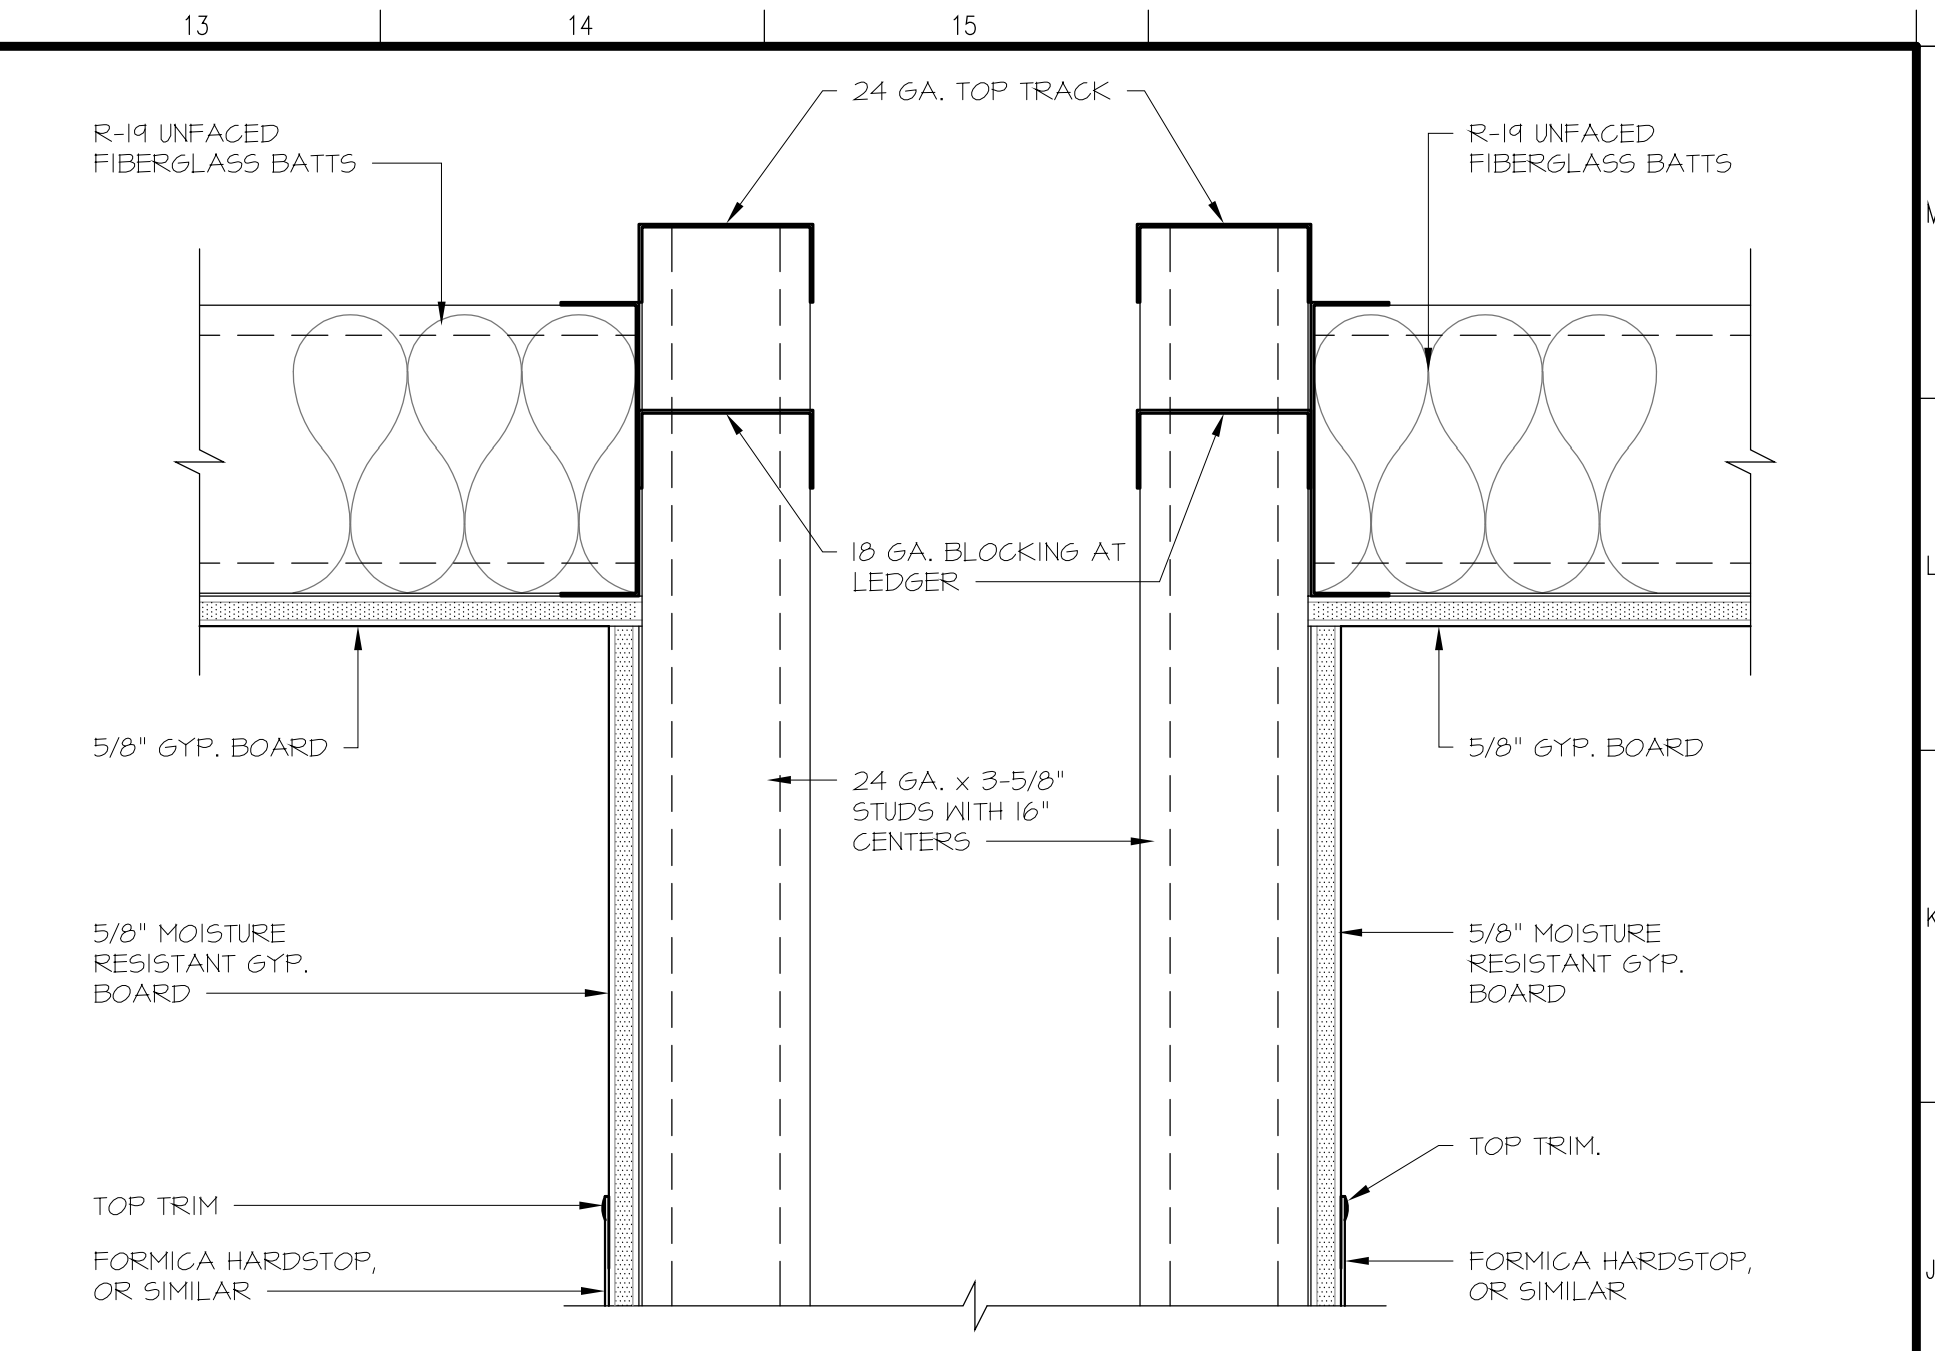 13
14
15
24 GA. TOP TRACK
R-19 UNFACED
FIBERGLASS BATTS
R-19 UNFACED
FIBERGLASS BATTS
18 GA. BLOCKING AT
LEDGER
5/8" GYP. BOARD
5/8" GYP. BOARD
24 GA. x 3-5/8"
STUDS WITH 16"
CENTERS
5/8" MOISTURE
RESISTANT GYP.
BOARD
5/8" MOISTURE
RESISTANT GYP.
BOARD
TOP TRIM.
TOP TRIM
FORMICA HARDSTOP,
OR SIMILAR
FORMICA HARDSTOP,
OR SIMILAR
L
J